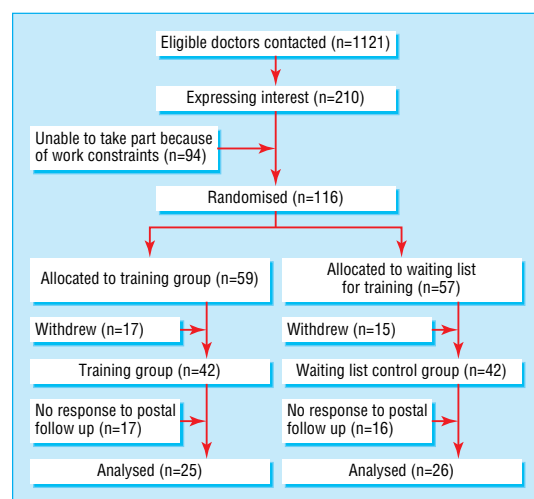 Eligible doctors contacted (n=1121)
Expressing interest (n=210)
Unable to take part because
of work constraints (n=94)
Randomised (n=116)
Allocated to training group (n=59)
Allocated to waiting list
for training (n=57)
Withdrew (n=17)
Withdrew (n=15)
Training group (n=42)
Waiting list control group (n=42)
No response to postal
follow up (n=17)
No response to postal
follow up (n=16)
Analysed (n=25)
Analysed (n=26)